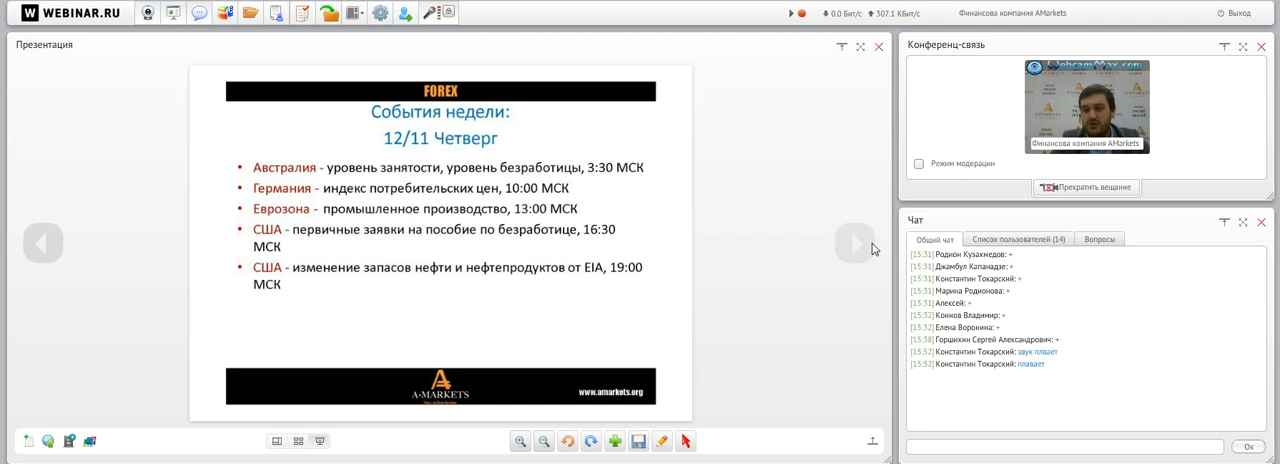 W WEBINAR.RU
0.0 Бит/с 307.1 КБит/с
Финансова компания AMarkets
Выход
Презентация
FOREX
События недели:
12/11 Четверг
• Австралия - уровень занятости, уровень безработицы, 3:30 МСК
• Германия - индекс потребительских цен, 10:00 МСК
• Еврозона - промышленное производство, 13:00 МСК
• США - первичные заявки на пособие по безработице, 16:30
МСК
• США - изменение запасов нефти и нефтепродуктов от EIA, 19:00
МСК
A-MARKETS
www.amarkets.org
Конференц-связь
WebcamMax.com
Финансова компания AMarkets
Режим модерации
Прекратить вещание
Чат
Общий чат Список пользователей (14) Вопросы
[15:31] Родион Кузахмедов: +
[15:31] Джамбул Капанадзе: +
[15:31] Константин Токарский: +
[15:31] Марина Родионова: +
[15:31] Алексей: +
[15:32] Коннов Владимир: +
[15:32] Елена Воронина: +
[15:38] Горшихин Сергей Александрович: +
[15:52] Константин Токарский: звук плвает
[15:52] Константин Токарский: плавает
Ок